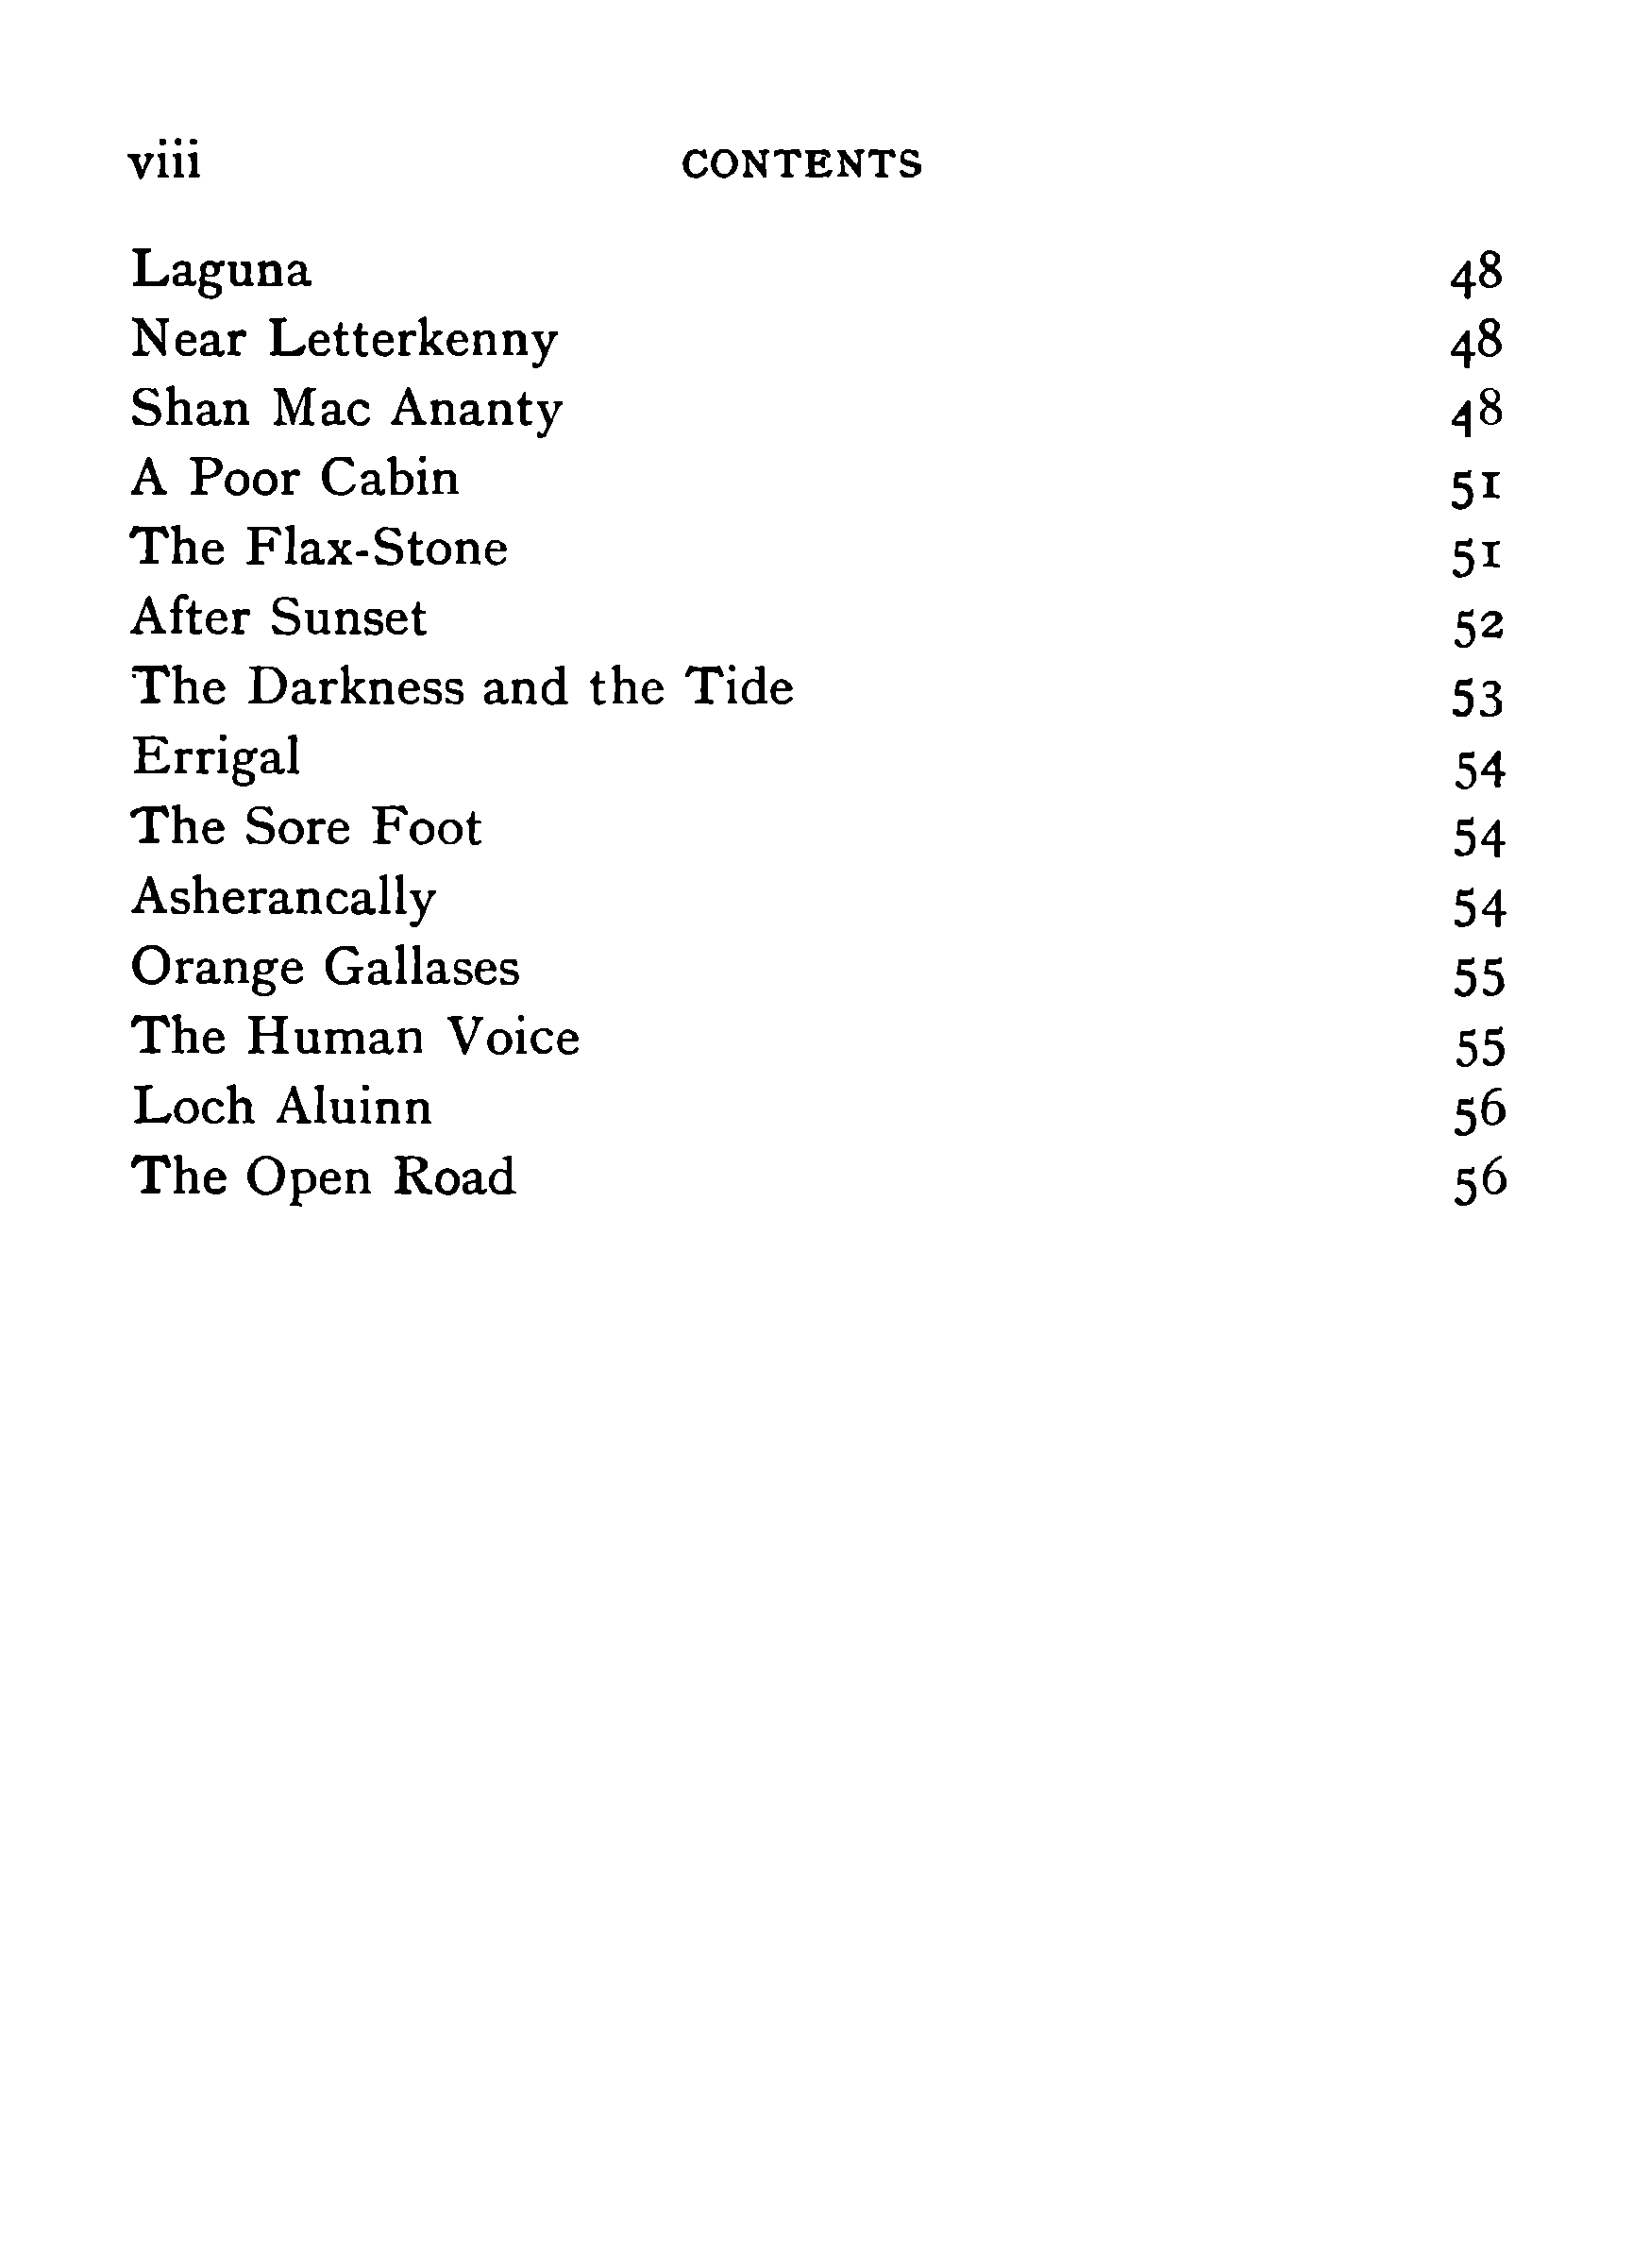 viii CONTENTS
Laguna 48
Near Letterkenny 48
Shan Mac Ananty 48
A Poor Cabin 51
The Flax-Stone 51
After Sunset 52
The Darkness and the Tide 53
Errigal 54
The Sore Foot 54
Asherancally 54
Orange Gallases 55
The Human Voice 55
Loch Aluinn 56
The Open Road 56